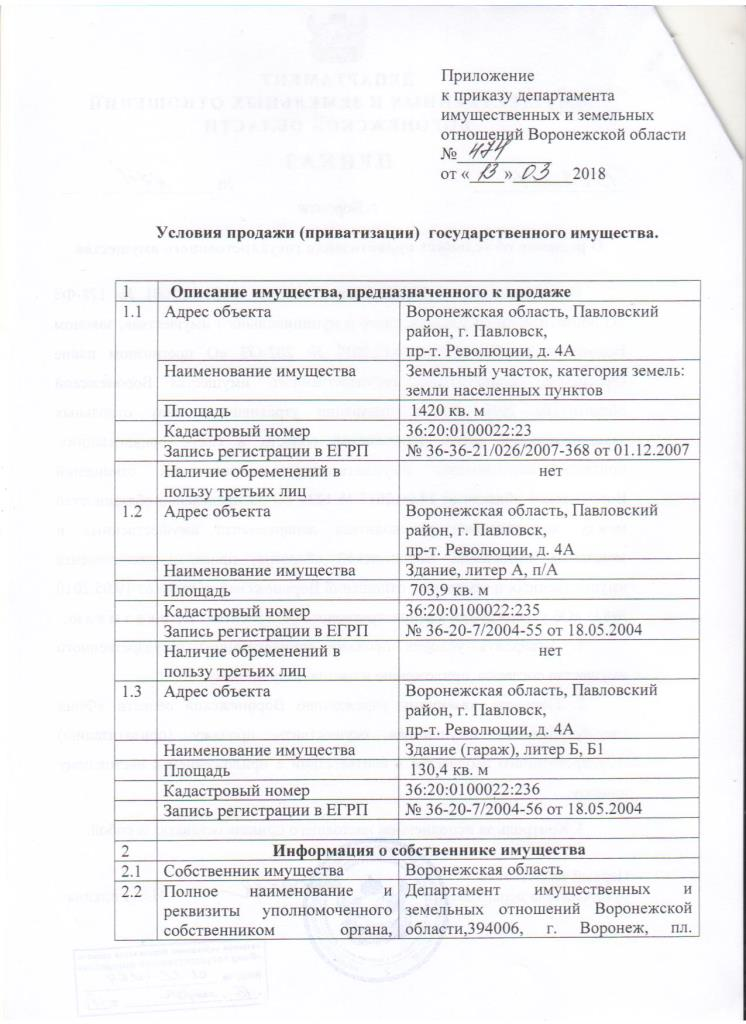 Приложение
к приказу департамента
имущественных и земельных
отношений Воронежской области
№ 474
от « 13 » 03 2018
Условия продажи (приватизации) государственного имущества.
1 Описание имущества, предназначенного к продаже
1.1 Адрес объекта Воронежская область, Павловский
район, г. Павловск,
пр-т. Революции, д. 4А
Наименование имущества Земельный участок, категория земель:
земли населенных пунктов
Площадь 1420 кв. м
Кадастровый номер 36:20:0100022:23
Запись регистрации в ЕГРП № 36-36-21/026/2007-368 от 01.12.2007
Наличие обременений в нет
пользу третьих лиц
1.2 Адрес объекта Воронежская область, Павловский
район, г. Павловск,
пр-т. Революции, д. 4А
Наименование имущества Здание, литер А, п/А
Площадь 703,9 кв. м
Кадастровый номер 36:20:0100022:235
Запись регистрации в ЕГРП № 36-20-7/2004-55 от 18.05.2004
Наличие обременений в нет
пользу третьих лиц
1.3 Адрес объекта Воронежская область, Павловский
район, г. Павловск,
пр-т. Революции, д. 4А
Наименование имущества Здание (гараж), литер Б, Б1
Площадь 130,4 кв. м
Кадастровый номер 36:20:0100022:236
Запись регистрации в ЕГРП № 36-20-7/2004-56 от 18.05.2004
2 Информация о собственнике имущества
2.1 Собственник имущества Воронежская область
2.2 Полное наименование и Департамент имущественных и
реквизиты уполномоченного земельных отношений Воронежской
собственником органа, области,394006, г. Воронеж, пл.